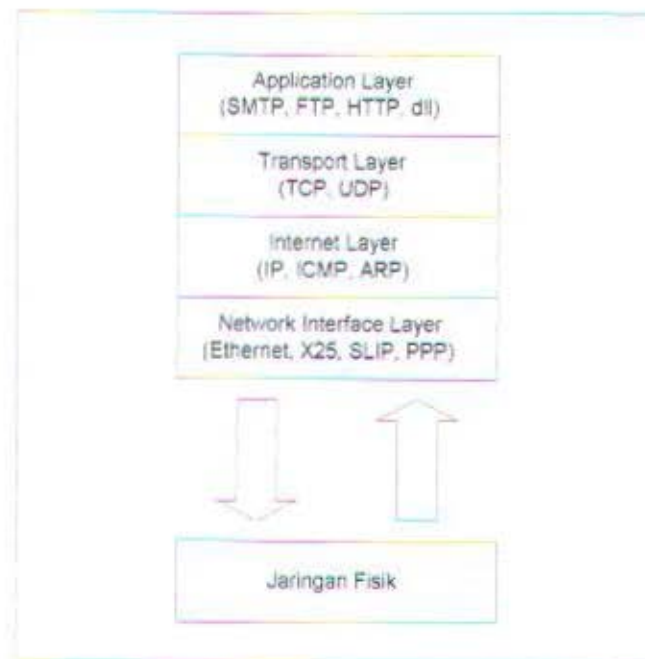 Application Layer
(SMTP, FTP, HTTP, dll)
Transport Layer
(TCP, UDP)
Internet Layer
(IP, ICMP, ARP)
Network Interface Layer
(Ethernet, X25, SLIP, PPP)
Jaringan Fisik